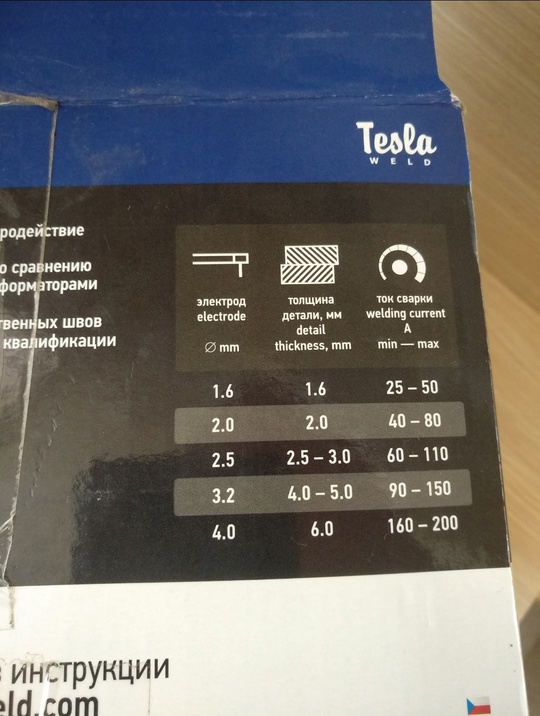 Tesla
WELD
родействие
о сравнению
форматорами
твенных швов
квалификации
электрод
electrode
∅ mm
толщина
детали, мм
detail
thickness, mm
ток сварки
welding current
A
min — max
1.6 1.6 25 – 50
2.0 2.0 40 – 80
2.5 2.5 – 3.0 60 – 110
3.2 4.0 – 5.0 90 – 150
4.0 6.0 160 – 200
в инструкции
eld.com